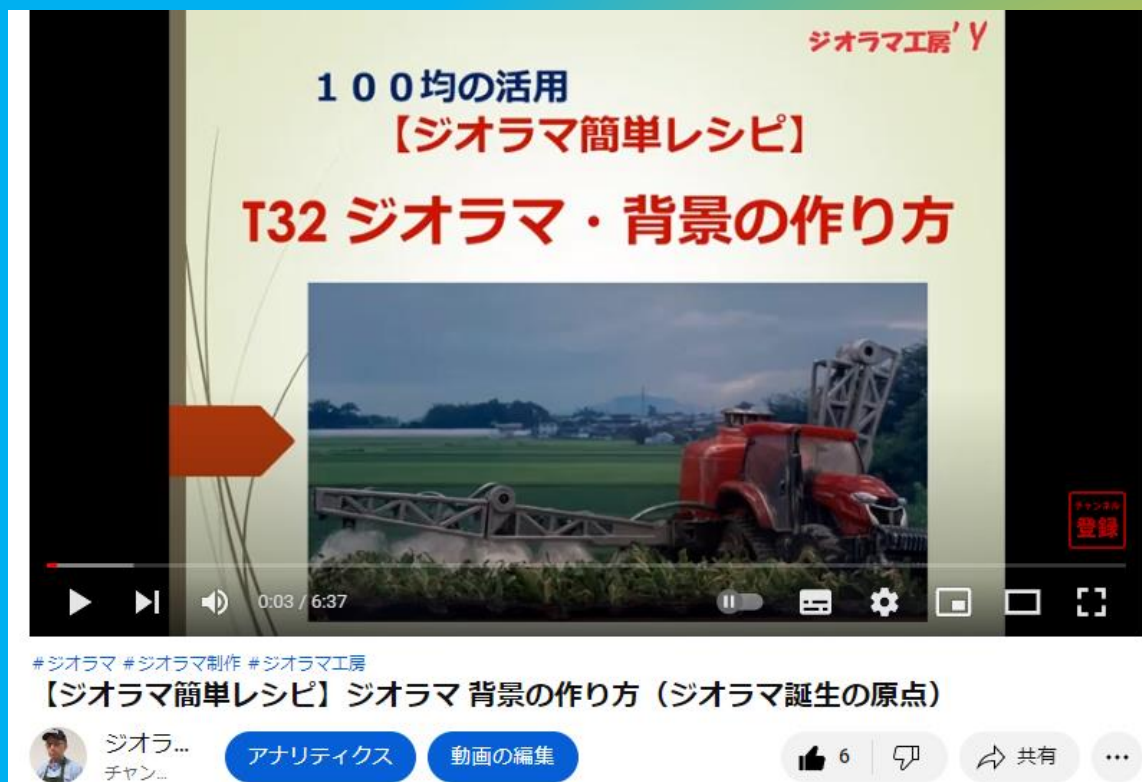 ジオラマ工房'Y
１００均の活用
【ジオラマ簡単レシピ】
T32 ジオラマ・背景の作り方
チャンネル
登録
0:03 / 6:37
#ジオラマ #ジオラマ制作 #ジオラマ工房
【ジオラマ簡単レシピ】ジオラマ 背景の作り方（ジオラマ誕生の原点）
ジオラ...
チャン...
アナリティクス
動画の編集
6
共有